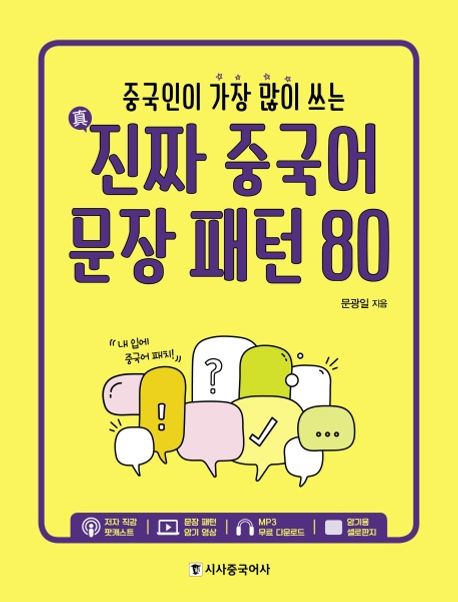 중국인이 가장 많이 쓰는
真
진짜 중국어
문장 패턴 80
문광일 지음
"내 입에
중국어 패치!"
?
!
✓
...
저자 직강
팟캐스트
문장 패턴
암기 영상
MP3
무료 다운로드
암기용
셀로판지
시사중국어사